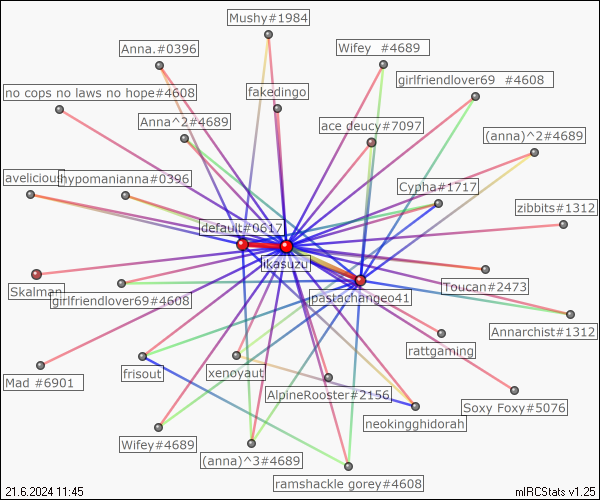 Mushy#1984
Anna.#0396
Wifey #4689
girlfriendlover69 #4608
no cops no laws no hope#4608
fakedingo
Anna^2#4689
ace deucy#7097
(anna)^2#4689
avelicious
hypomanianna#0396
Cypha#1717
zibbits#1312
default#0617
ikasuzu
Skalman
girlfriendlover69#4608
pastachangeo41
Toucan#2473
Annarchist#1312
rattgaming
Mad #6901
frisout
xenoyaut
AlpineRooster#2156
Soxy Foxy#5076
neokingghidorah
Wifey#4689
(anna)^3#4689
ramshackle gorey#4608
21.6.2024 11:45
mIRCStats v1.25